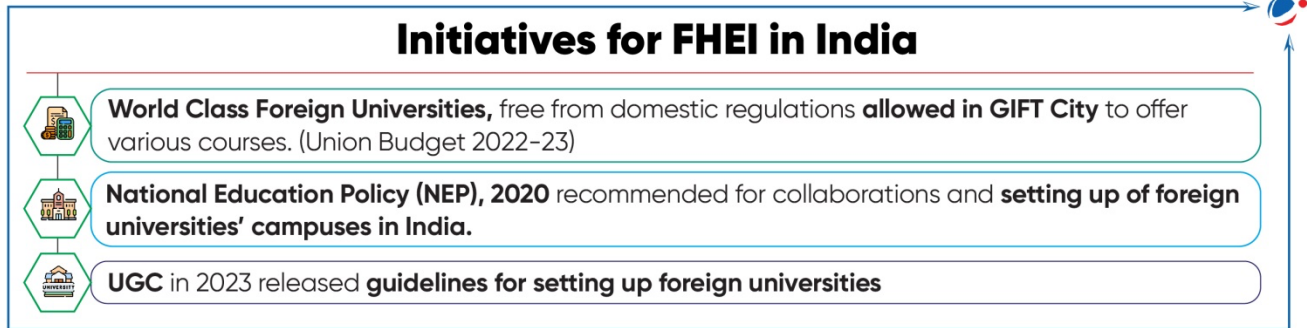 Initiatives for FHEI in India
World Class Foreign Universities, free from domestic regulations allowed in GIFT City to offer
various courses. (Union Budget 2022-23)
National Education Policy (NEP), 2020 recommended for collaborations and setting up of foreign
universities’ campuses in India.
UNIVERSITY
UGC in 2023 released guidelines for setting up foreign universities